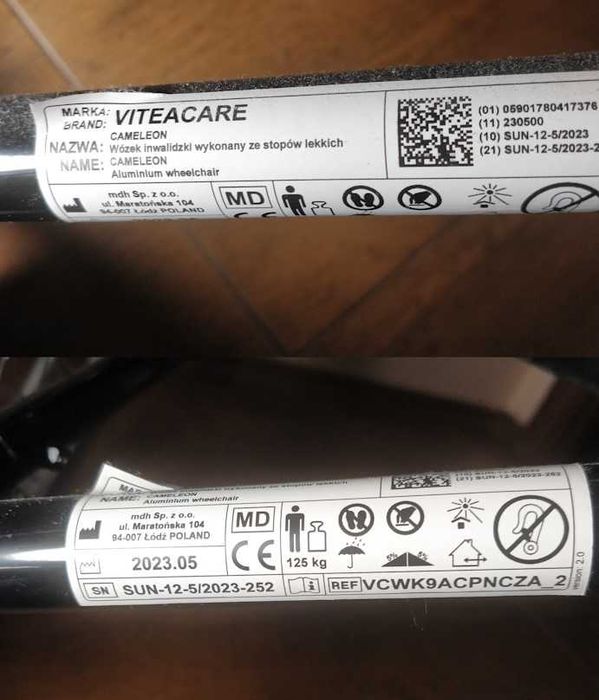 MARKA: VITEACARE
BRAND:
CAMELEON
NAZWA: Wózek inwalidzki wykonany ze stopów lekkich
NAME: CAMELEON
Aluminium wheelchair
(01) 05901780417376
(11) 230500
(10) SUN-12-5/2023
(21) SUN-12-5/2023-2
mdh Sp. z o.o.
ul. Maratońska 104
94-007 Łódź POLAND
MD
CE
NAME: CAMELEON
Aluminium wheelchair
(21) SUN-12-5/2023-252
mdh Sp. z o.o.
ul. Maratońska 104
94-007 Łódź POLAND
MD
CE
125 kg
2023.05
SN SUN-12-5/2023-252
REF VCWK9ACPNCZA_2
version: 2.0